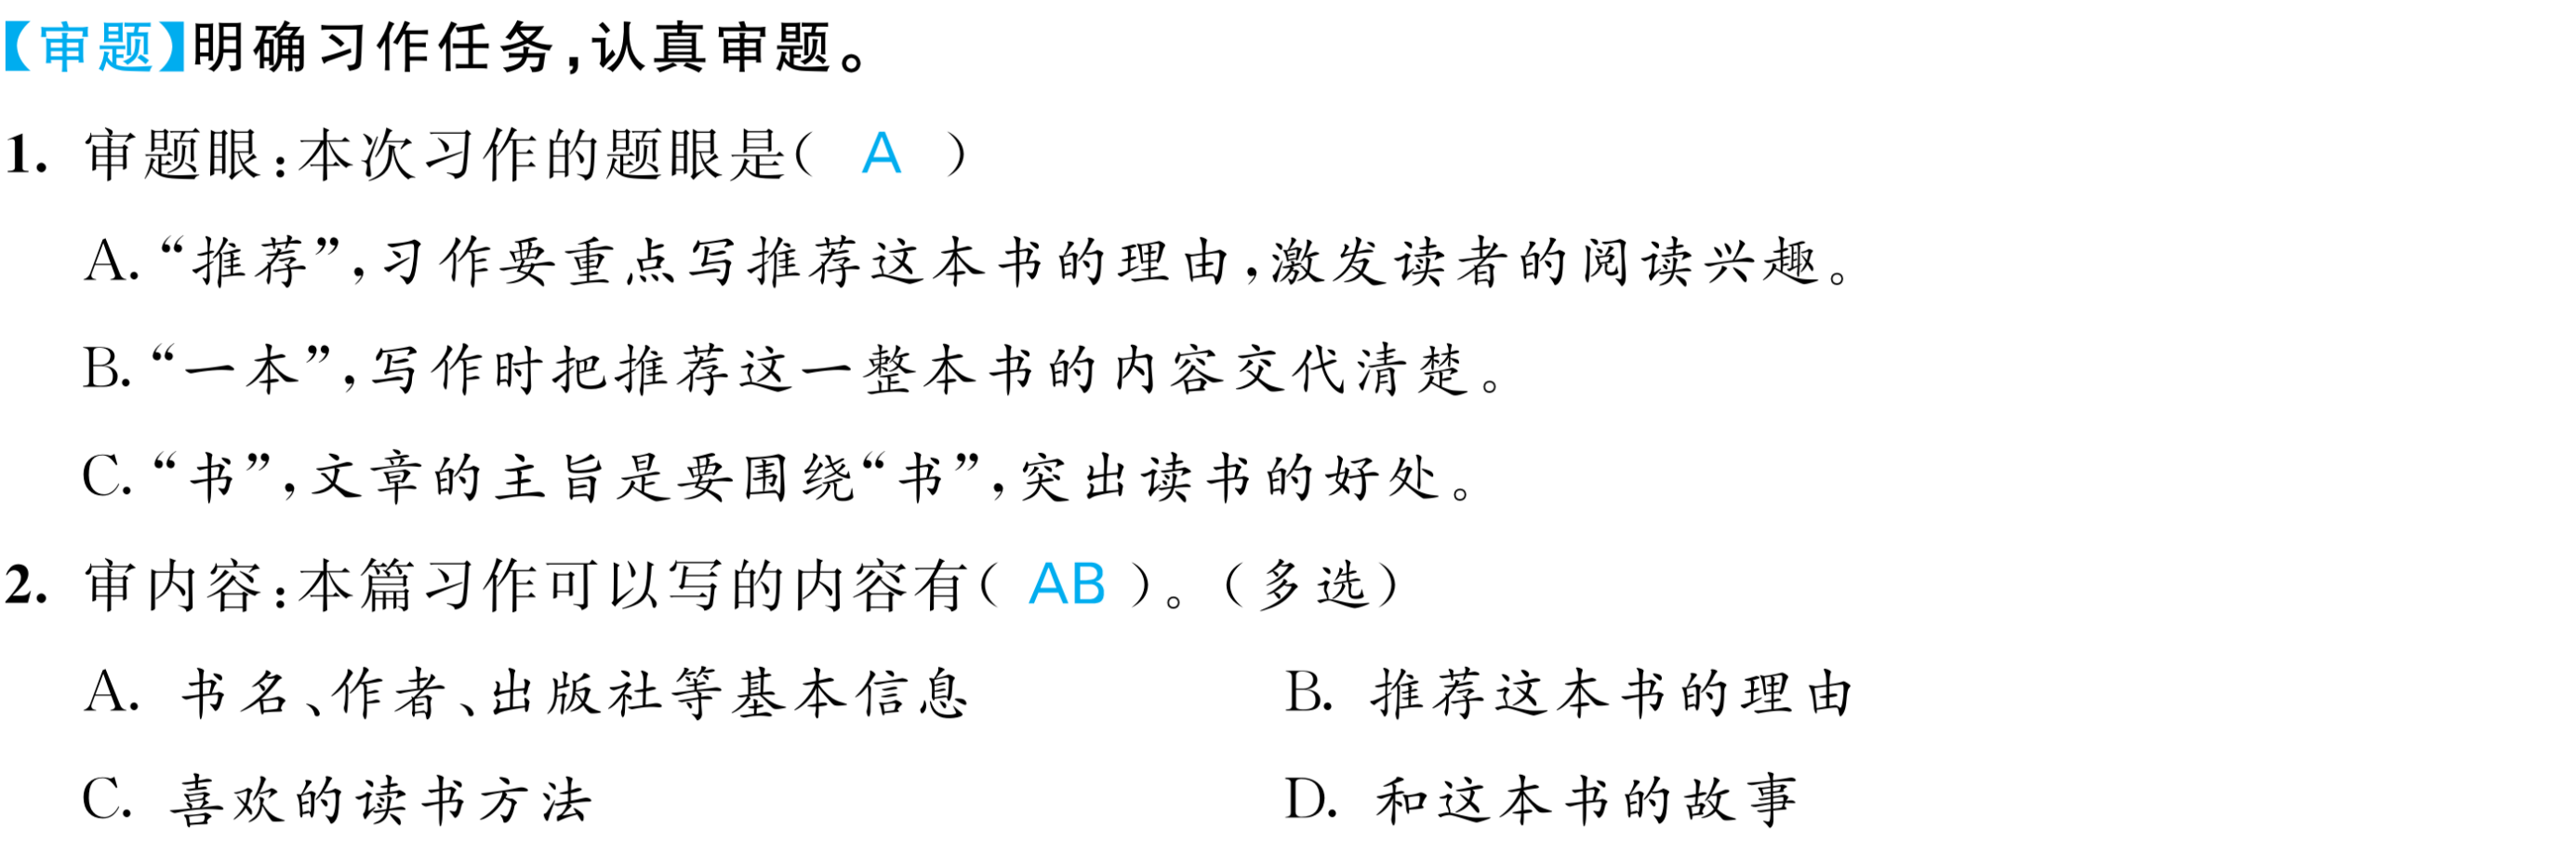 【审题】明确习作任务,认真审题。
1. 审题眼:本次习作的题眼是( A )
A.“推荐”,习作要重点写推荐这本书的理由,激发读者的阅读兴趣。
B.“一本”,写作时把推荐这一整本书的内容交代清楚。
C.“书”,文章的主旨是要围绕“书”,突出读书的好处。
2. 审内容:本篇习作可以写的内容有( AB )。(多选)
A. 书名、作者、出版社等基本信息 B. 推荐这本书的理由
C. 喜欢的读书方法 D. 和这本书的故事